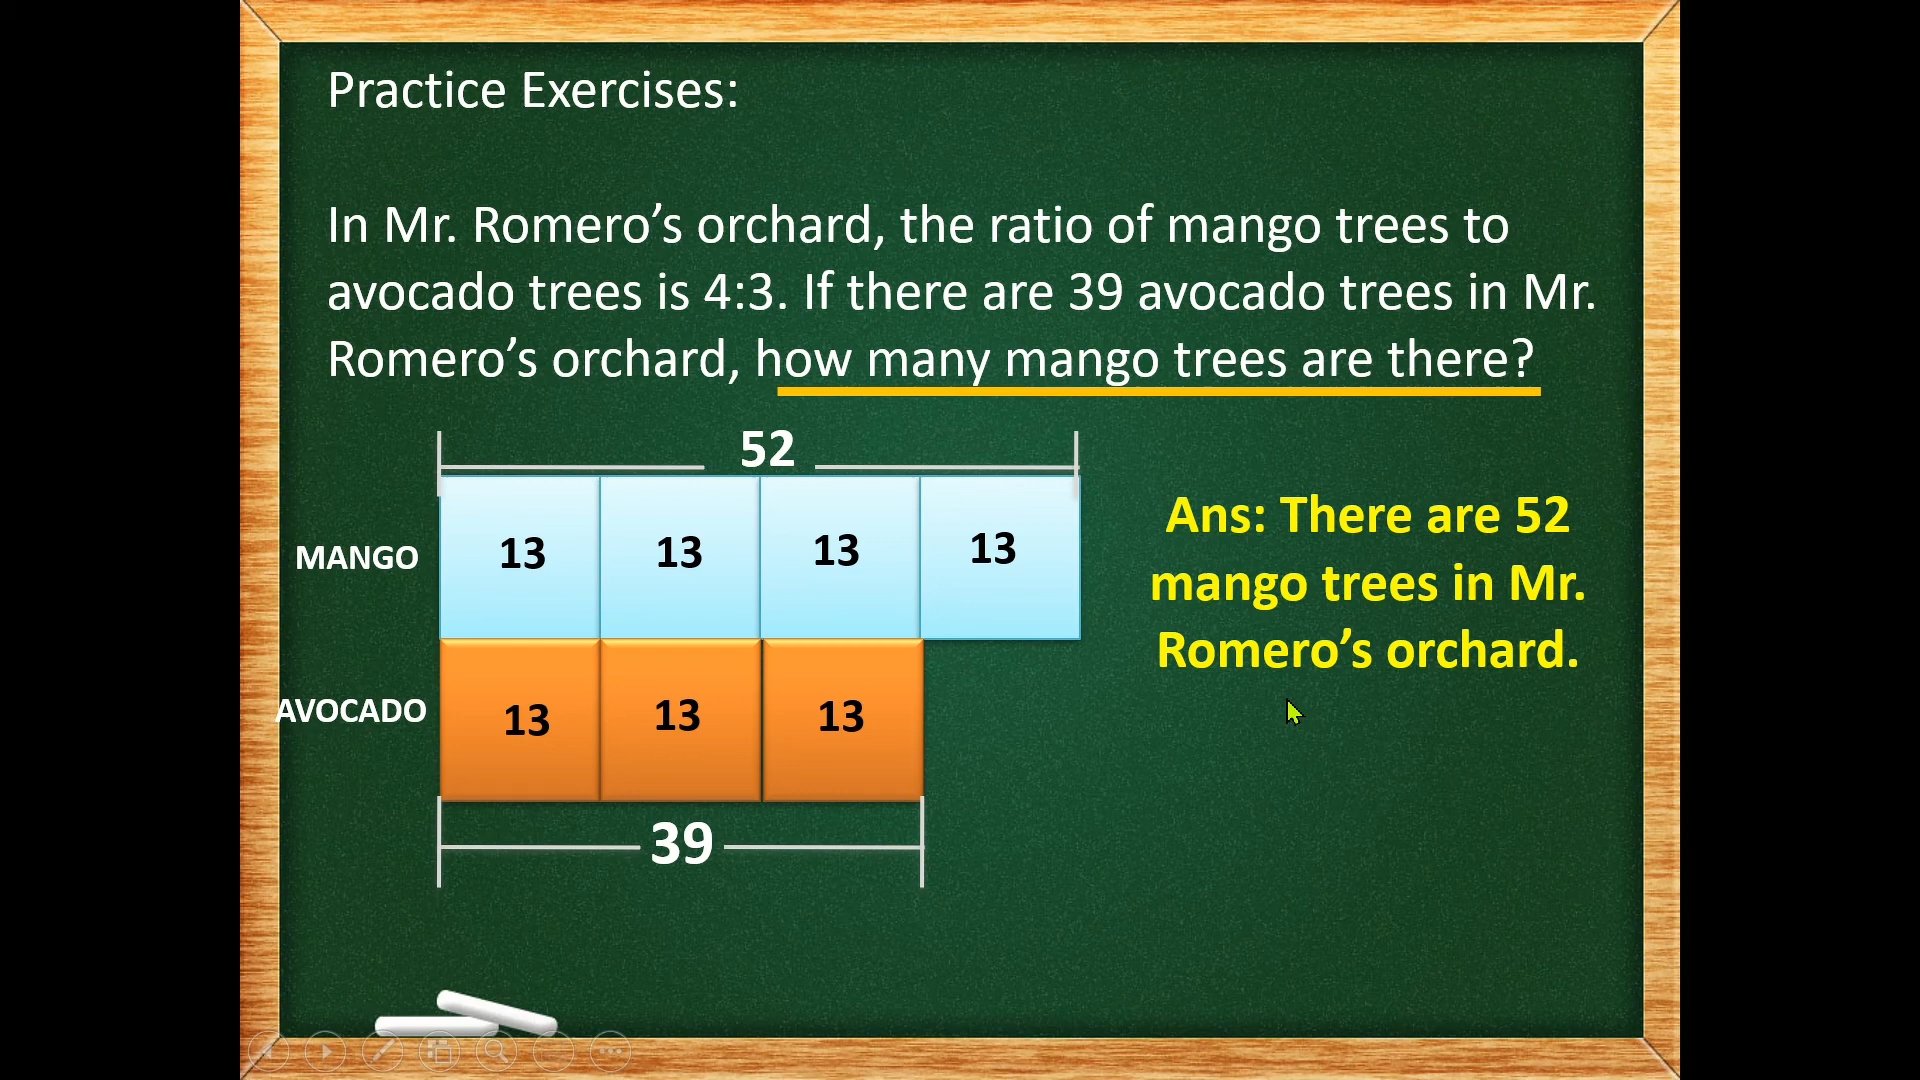 Practice Exercises:
In Mr. Romero’s orchard, the ratio of mango trees to
avocado trees is 4:3. If there are 39 avocado trees in Mr.
Romero’s orchard, how many mango trees are there?
52
MANGO 13 13 13 13
AVOCADO 13 13 13
39
Ans: There are 52
mango trees in Mr.
Romero’s orchard.